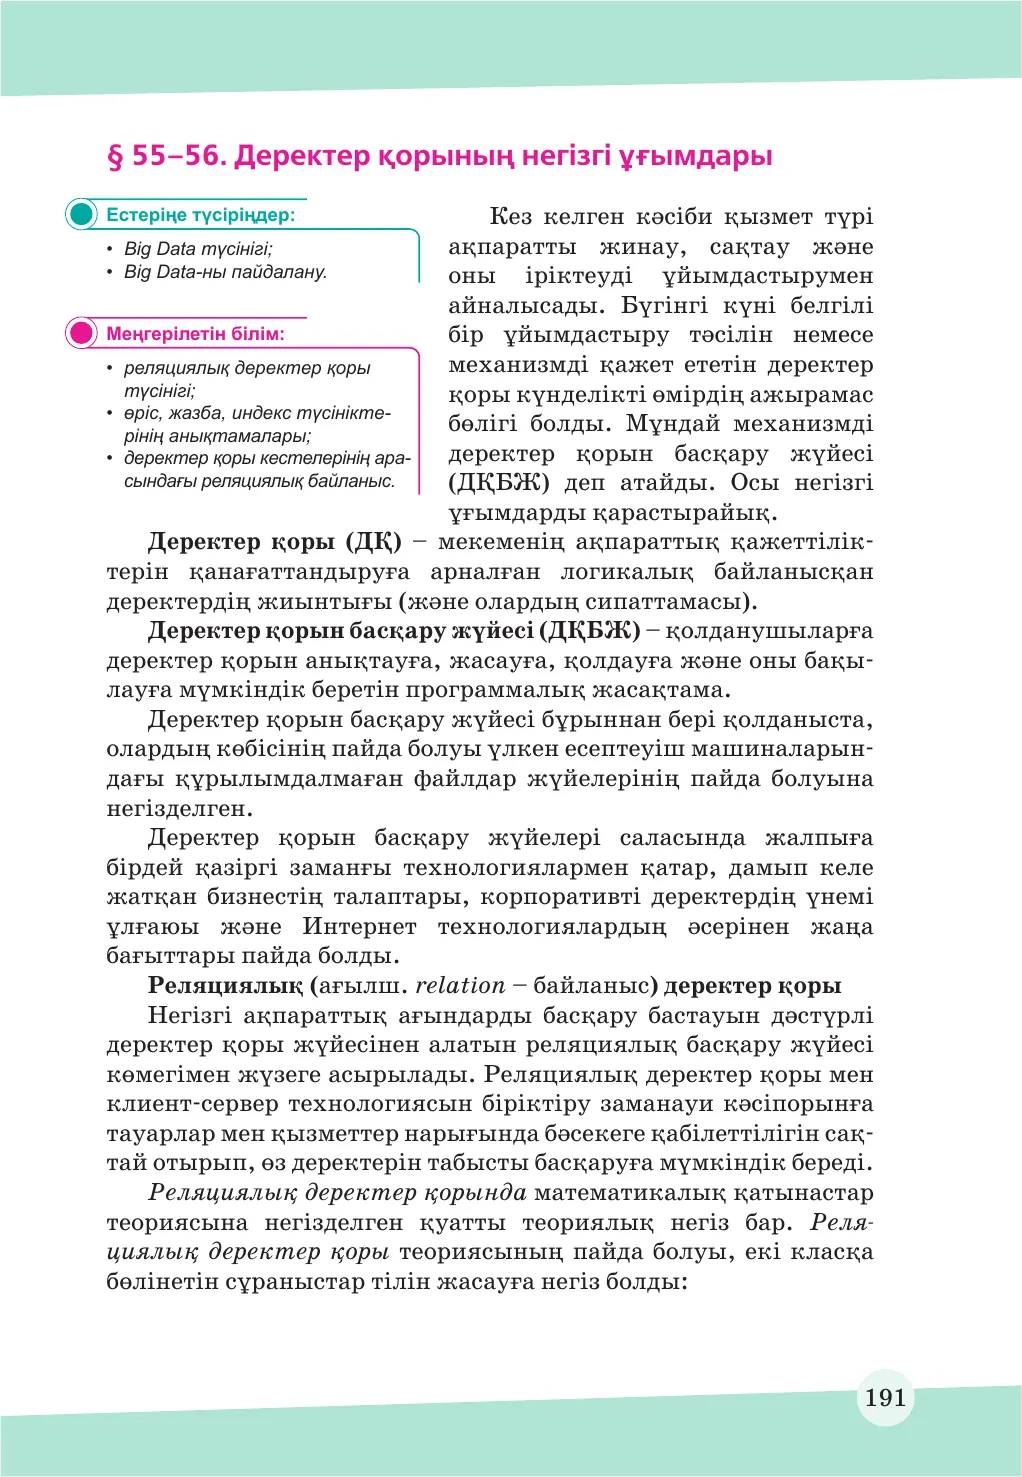 § 55–56. Деректер қорының негізгі ұғымдары
Естеріңе түсіріңдер:
• Big Data түсінігі;
• Big Data-ны пайдалану.
Меңгерілетін білім:
• реляциялық деректер қоры
түсінігі;
• өріс, жазба, индекс түсінікте-
рінің анықтамалары;
• деректер қоры кестелерінің ара-
сындағы реляциялық байланыс.
Кез келген кәсіби қызмет түрі
ақпаратты жинау, сақтау және
оны іріктеуді ұйымдастырумен
айналысады. Бүгінгі күні белгілі
бір ұйымдастыру тәсілін немесе
механизмді қажет ететін деректер
қоры күнделікті өмірдің ажырамас
бөлігі болды. Мұндай механизмді
деректер қорын басқару жүйесі
(ДҚБЖ) деп атайды. Осы негізгі
ұғымдарды қарастырайық.
Деректер қоры (ДҚ) – мекеменің ақпараттық қажеттілік-
терін қанағаттандыруға арналған логикалық байланысқан
деректердің жиынтығы (және олардың сипаттамасы).
Деректер қорын басқару жүйесі (ДҚБЖ) – қолданушыларға
деректер қорын анықтауға, жасауға, қолдауға және оны бақы-
лауға мүмкіндік беретін программалық жасақтама.
Деректер қорын басқару жүйесі бұрыннан бері қолданыста,
олардың көбісінің пайда болуы үлкен есептеуіш машиналарын-
дағы құрылымдалмаған файлдар жүйелерінің пайда болуына
негізделген.
Деректер қорын басқару жүйелері саласында жалпыға
бірдей қазіргі заманғы технологиялармен қатар, дамып келе
жатқан бизнестің талаптары, корпоративті деректердің үнемі
ұлғаюы және Интернет технологиялардың әсерінен жаңа
бағыттары пайда болды.
Реляциялық (ағылш. relation – байланыс) деректер қоры
Негізгі ақпараттық ағындарды басқару бастауын дәстүрлі
деректер қоры жүйесінен алатын реляциялық басқару жүйесі
көмегімен жүзеге асырылады. Реляциялық деректер қоры мен
клиент-сервер технологиясын біріктіру заманауи кәсіпорынға
тауарлар мен қызметтер нарығында бәсекеге қабілеттілігін сақ-
тай отырып, өз деректерін табысты басқаруға мүмкіндік береді.
Реляциялық деректер қорында математикалық қатынастар
теориясына негізделген қуатты теориялық негіз бар. Реля-
циялық деректер қоры теориясының пайда болуы, екі класқа
бөлінетін сұраныстар тілін жасауға негіз болды:
191